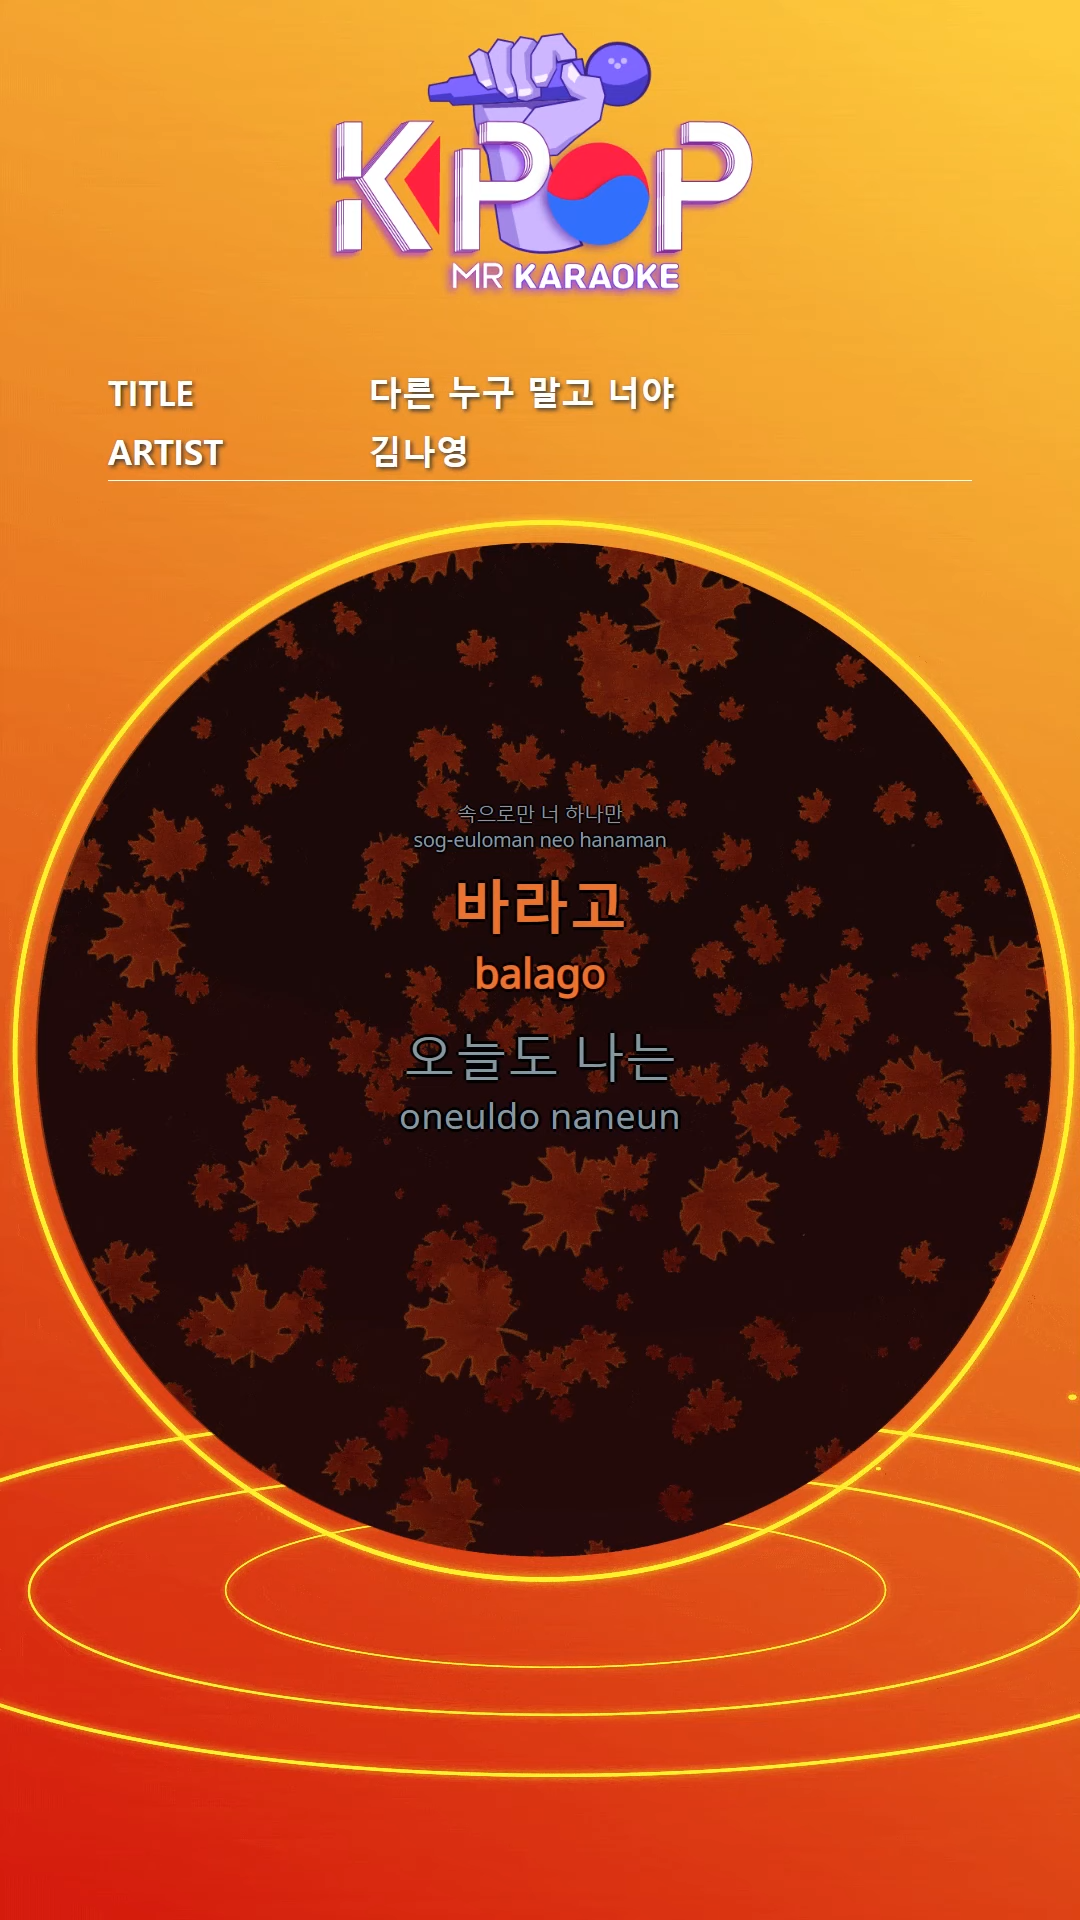 KPOP
MR KARAOKE
TITLE 다른 누구 말고 너야
ARTIST 김나영
속으로만 너 하나만
sog-euloman neo hanaman
바라고
balago
오늘도 나는
oneuldo naneun